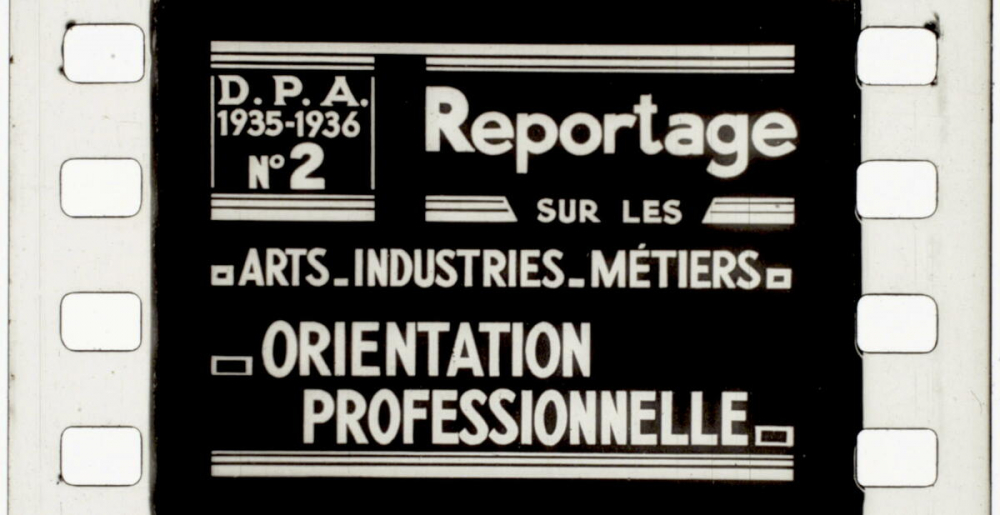 D. P. A.
1935-1936
N° 2
Reportage
SUR LES
ARTS_INDUSTRIES_MÉTIERS
ORIENTATION
PROFESSIONNELLE